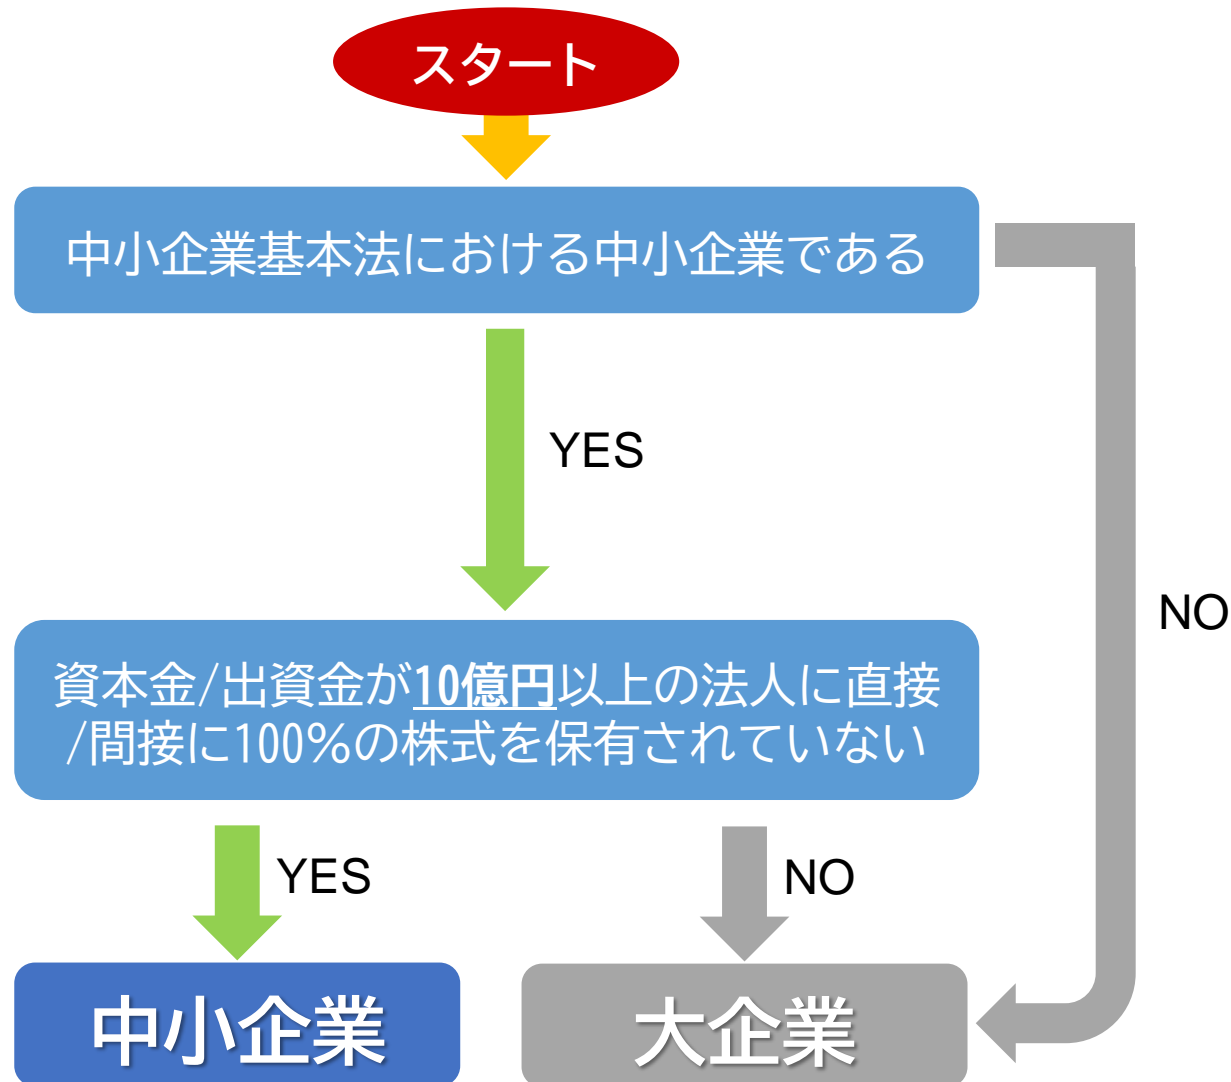 スタート
中小企業基本法における中小企業である
YES
NO
資本金/出資金が10億円以上の法人に直接
/間接に100%の株式を保有されていない
YES
NO
中小企業
大企業